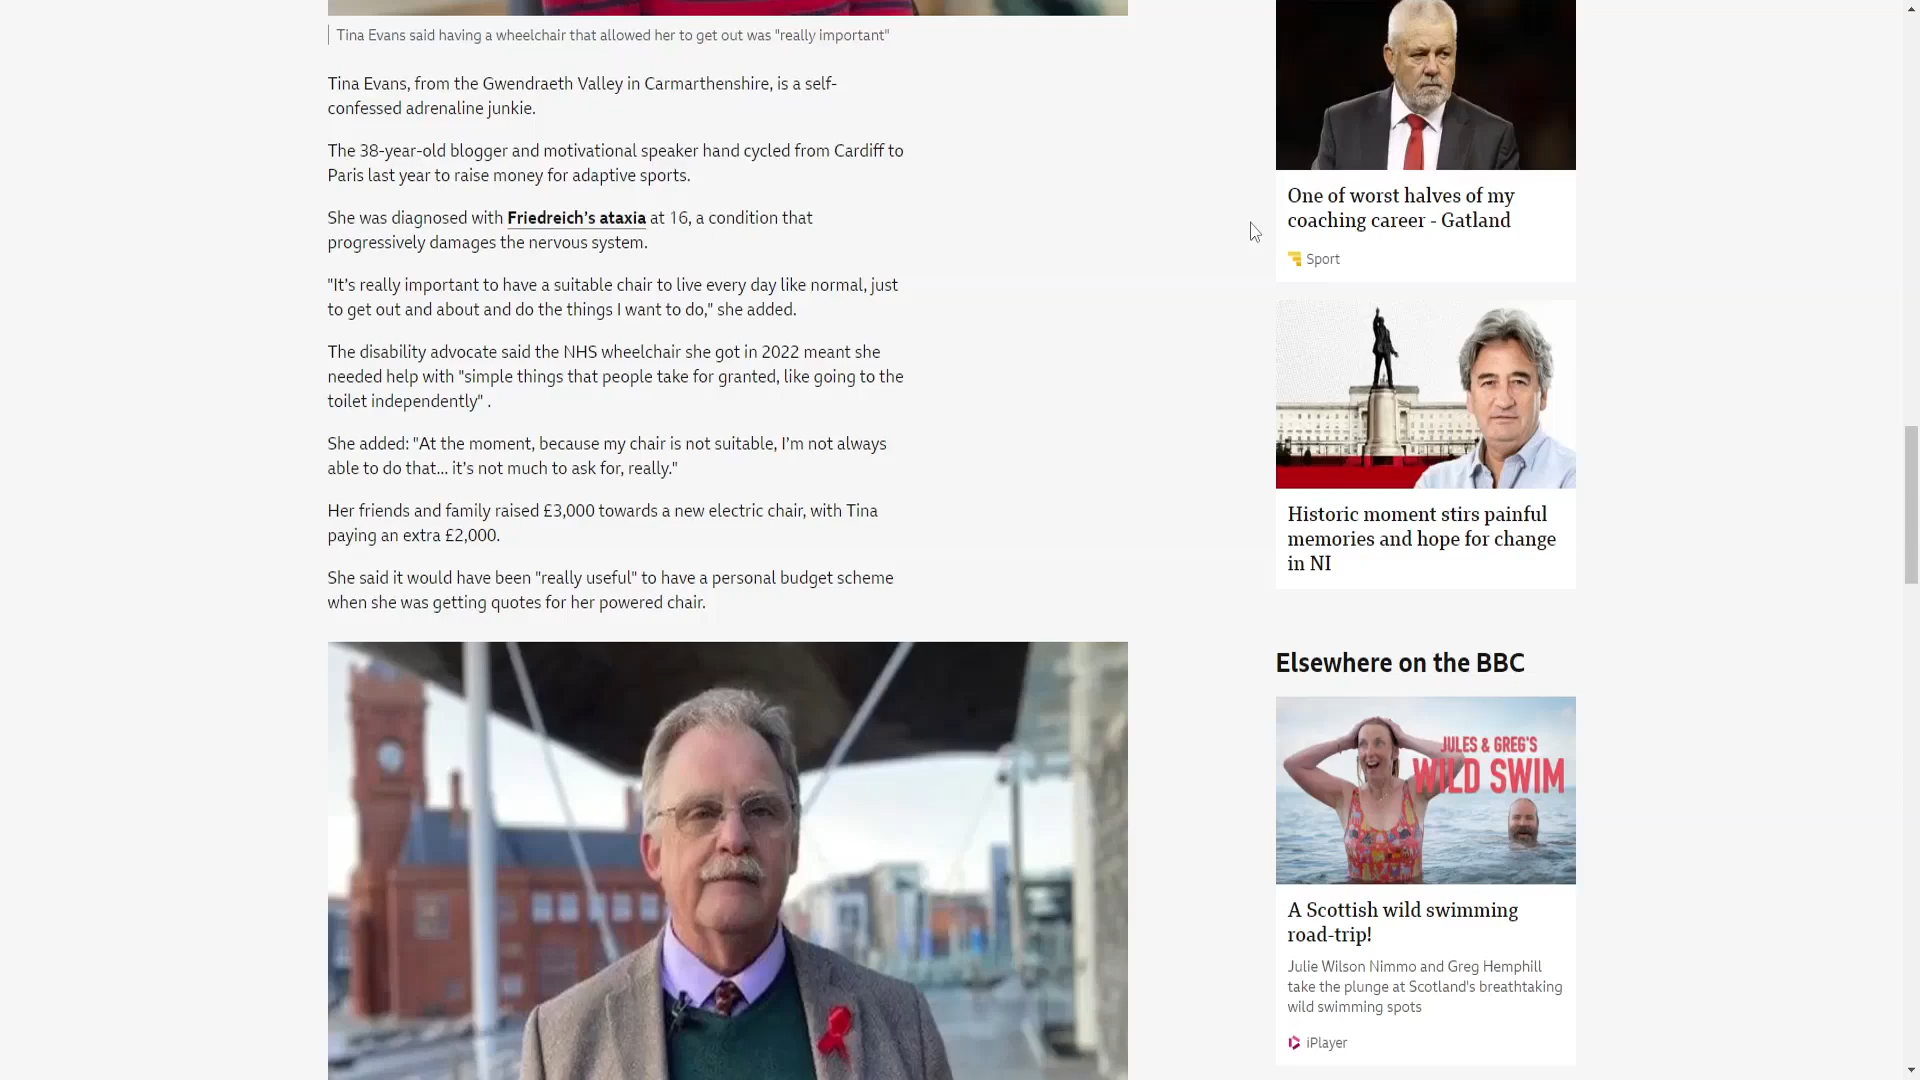 Tina Evans said having a wheelchair that allowed her to get out was "really important"
Tina Evans, from the Gwendraeth Valley in Carmarthenshire, is a self-
confessed adrenaline junkie.
The 38-year-old blogger and motivational speaker hand cycled from Cardiff to
Paris last year to raise money for adaptive sports.
She was diagnosed with Friedreich’s ataxia at 16, a condition that
progressively damages the nervous system.
"It’s really important to have a suitable chair to live every day like normal, just
to get out and about and do the things I want to do," she added.
The disability advocate said the NHS wheelchair she got in 2022 meant she
needed help with "simple things that people take for granted, like going to the
toilet independently" .
She added: "At the moment, because my chair is not suitable, I’m not always
able to do that... it’s not much to ask for, really."
Her friends and family raised £3,000 towards a new electric chair, with Tina
paying an extra £2,000.
She said it would have been "really useful" to have a personal budget scheme
when she was getting quotes for her powered chair.
One of worst halves of my
coaching career - Gatland
Sport
Historic moment stirs painful
memories and hope for change
in NI
Elsewhere on the BBC
JULES & GREG'S
WILD SWIM
A Scottish wild swimming
road-trip!
Julie Wilson Nimmo and Greg Hemphill
take the plunge at Scotland's breathtaking
wild swimming spots
iPlayer